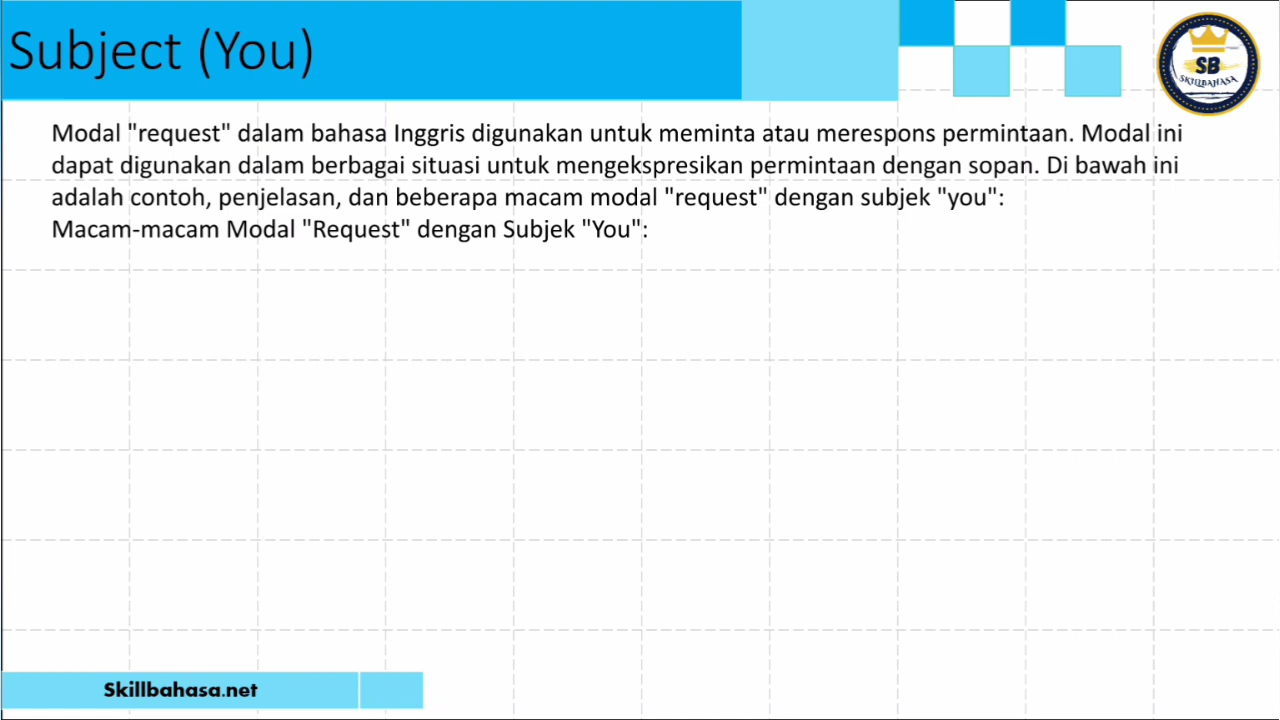 Subject (You)
SB
SKILLBAHASA
Modal "request" dalam bahasa Inggris digunakan untuk meminta atau merespons permintaan. Modal ini
dapat digunakan dalam berbagai situasi untuk mengekspresikan permintaan dengan sopan. Di bawah ini
adalah contoh, penjelasan, dan beberapa macam modal "request" dengan subjek "you":
Macam-macam Modal "Request" dengan Subjek "You":
Skillbahasa.net